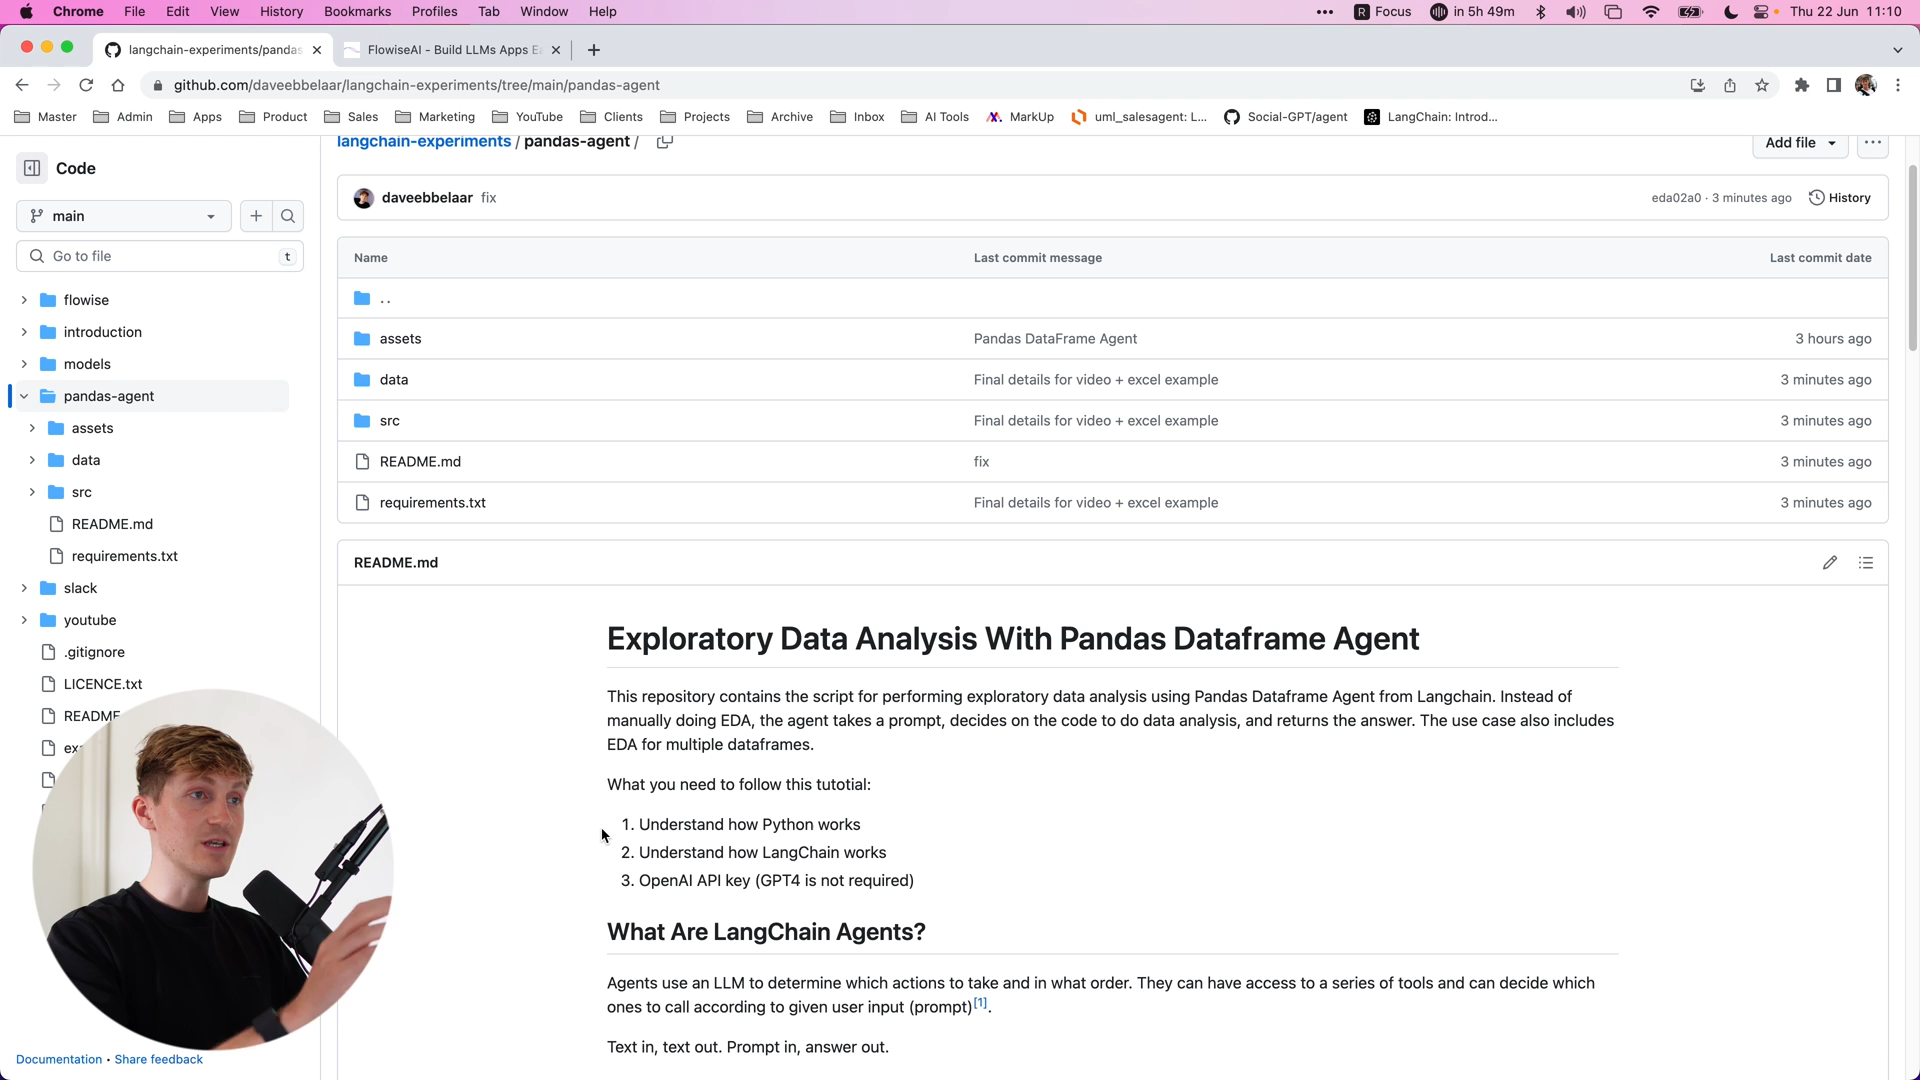 Chrome File Edit View History Bookmarks Profiles Tab Window Help
R Focus in 5h 49m Thu 22 Jun 11:10
langchain-experiments/pandas FlowiseAI - Build LLMs Apps E
github.com/daveebbelaar/langchain-experiments/tree/main/pandas-agent
Master Admin Apps Product Sales Marketing YouTube Clients Projects Archive Inbox AI Tools MarkUp uml_salesagent: L... Social-GPT/agent LangChain: Introd...
Code
main
Go to file t
flowise
introduction
models
pandas-agent
assets
data
src
README.md
requirements.txt
slack
youtube
.gitignore
LICENCE.txt
README
Documentation • Share feedback
langchain-experiments / pandas-agent /
Add file
daveebbelaar fix
eda02a0 · 3 minutes ago History
Name Last commit message Last commit date
..
assets Pandas DataFrame Agent 3 hours ago
data Final details for video + excel example 3 minutes ago
src Final details for video + excel example 3 minutes ago
README.md fix 3 minutes ago
requirements.txt Final details for video + excel example 3 minutes ago
README.md
Exploratory Data Analysis With Pandas Dataframe Agent
This repository contains the script for performing exploratory data analysis using Pandas Dataframe Agent from Langchain. Instead of
manually doing EDA, the agent takes a prompt, decides on the code to do data analysis, and returns the answer. The use case also includes
EDA for multiple dataframes.
What you need to follow this tutotial:
1. Understand how Python works
2. Understand how LangChain works
3. OpenAI API key (GPT4 is not required)
What Are LangChain Agents?
Agents use an LLM to determine which actions to take and in what order. They can have access to a series of tools and can decide which
ones to call according to given user input (prompt)[1].
Text in, text out. Prompt in, answer out.